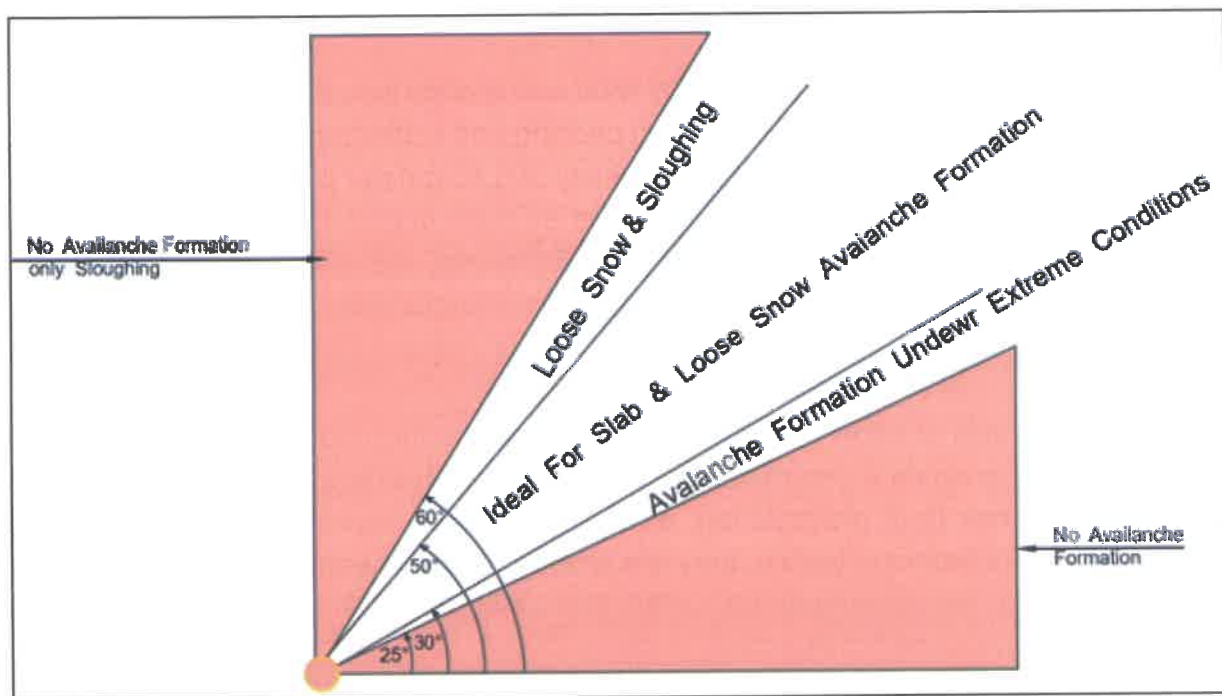 Loose Snow & Sloughing
Ideal For Slab & Loose Snow Avaianche Formation
Avalanche Formation Undewr Extreme Conditions
No Availanche Formation
only Sloughing
60°
50°
30°
25°
No Availanche
Formation